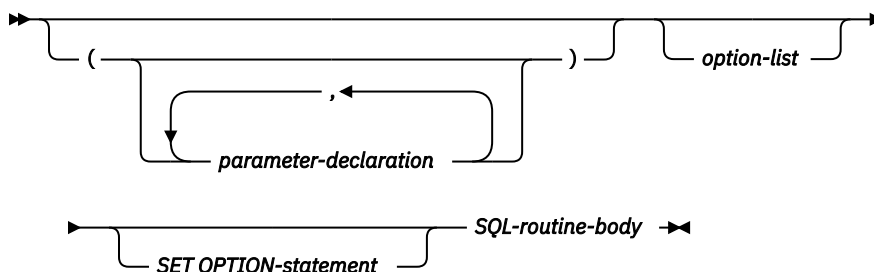 ( ) option-list
,
parameter-declaration
SQL-routine-body
SET OPTION-statement